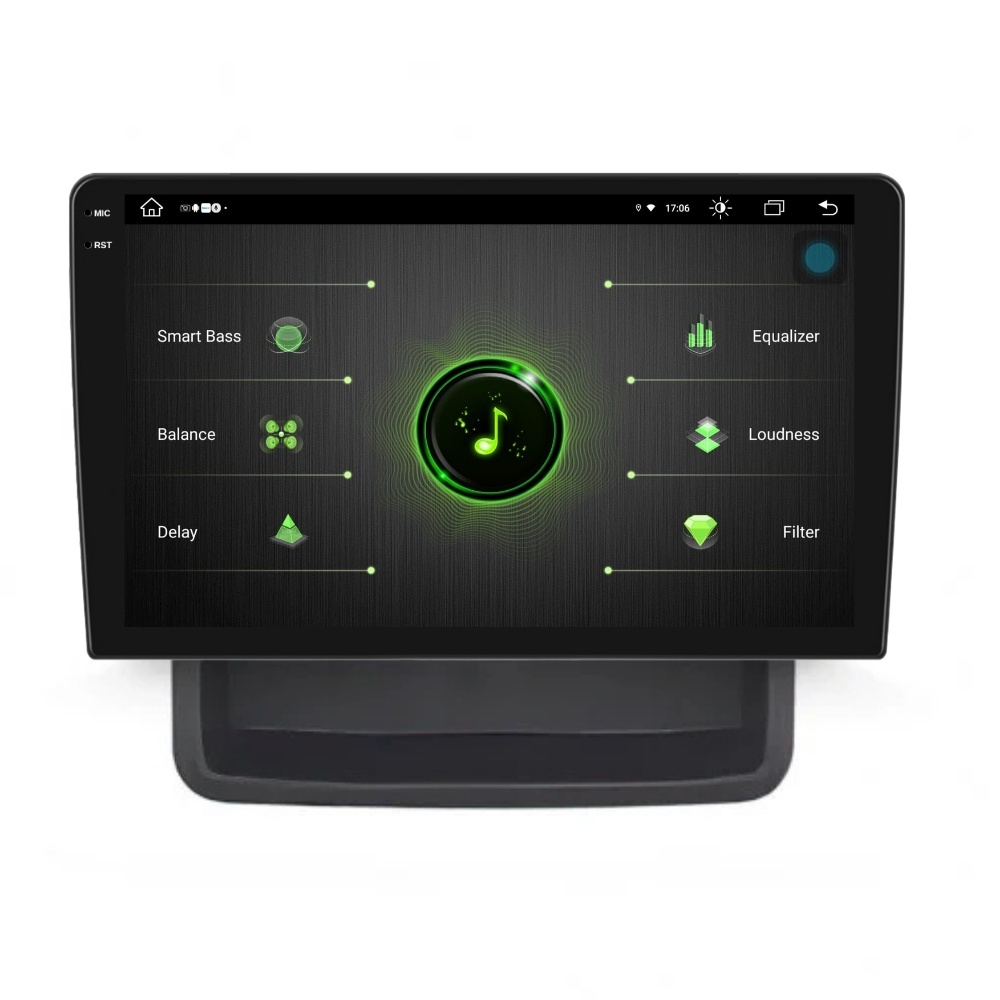 MIC
17:06
RST
Smart Bass
Equalizer
Balance
Loudness
Delay
Filter